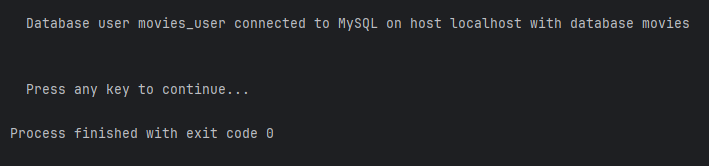 Database user movies_user connected to MySQL on host localhost with database movies
Press any key to continue...
Process finished with exit code 0